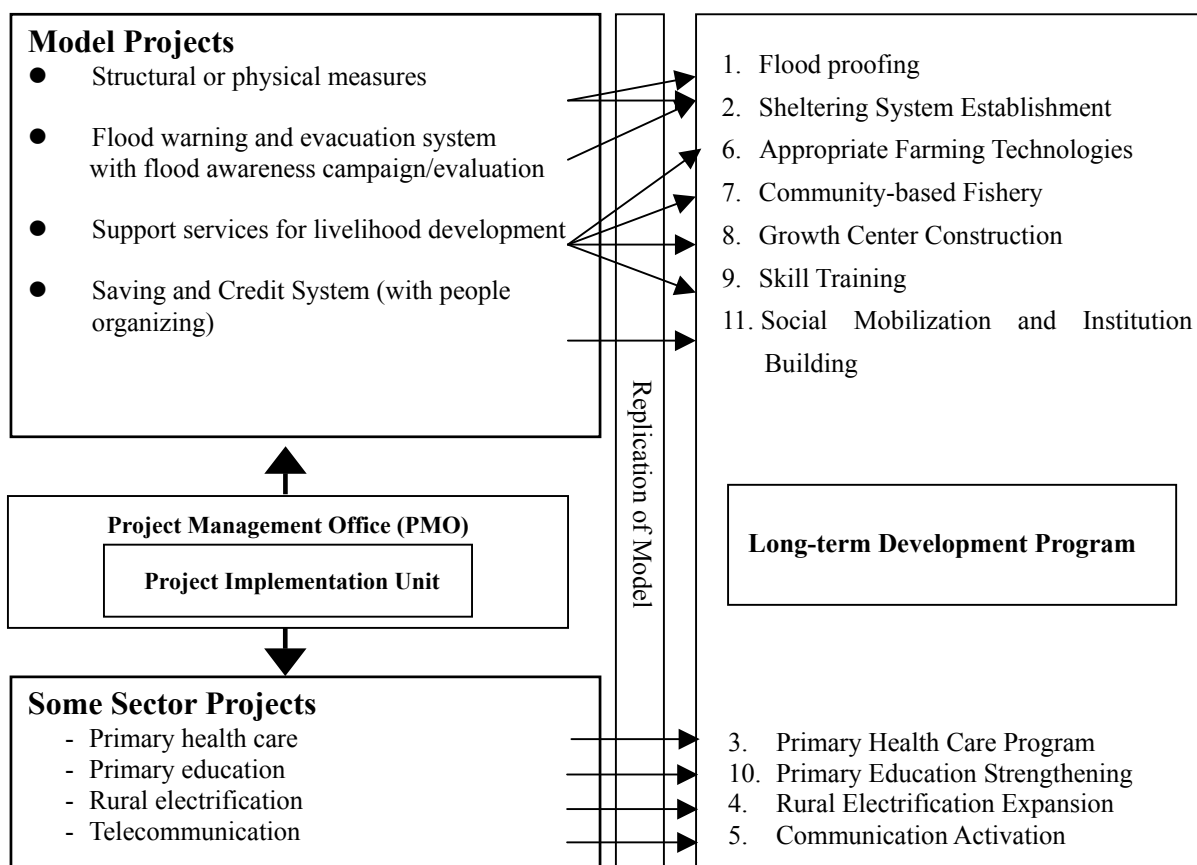 Model Projects
● Structural or physical measures
● Flood warning and evacuation system
with flood awareness campaign/evaluation
● Support services for livelihood development
● Saving and Credit System (with people
organizing)
Replication of Model
1. Flood proofing
2. Sheltering System Establishment
6. Appropriate Farming Technologies
7. Community-based Fishery
8. Growth Center Construction
9. Skill Training
11. Social Mobilization and Institution
Building
Project Management Office (PMO)
Project Implementation Unit
Long-term Development Program
Some Sector Projects
- Primary health care
- Primary education
- Rural electrification
- Telecommunication
3. Primary Health Care Program
10. Primary Education Strengthening
4. Rural Electrification Expansion
5. Communication Activation